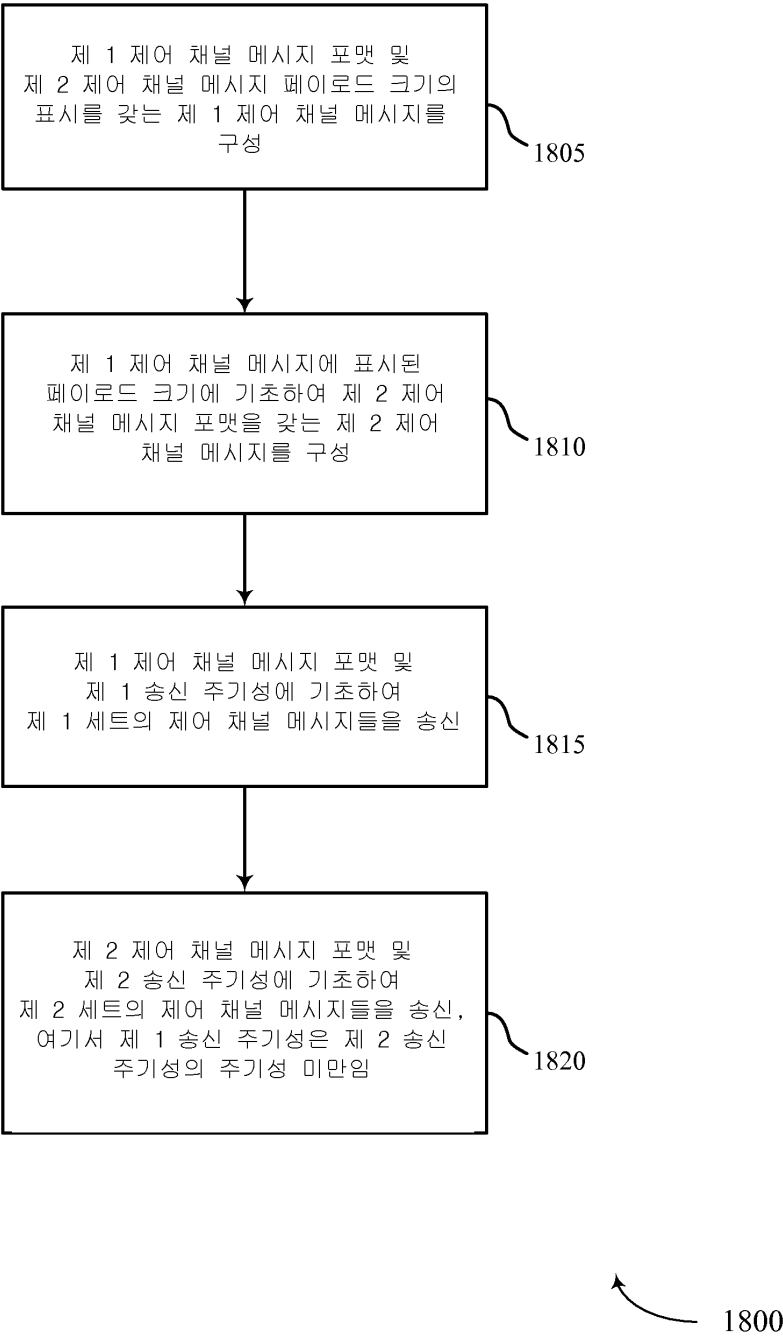 제 1 제어 채널 메시지 포맷 및
제 2 제어 채널 메시지 페이로드 크기의
표시를 갖는 제 1 제어 채널 메시지를
구성
1805
제 1 제어 채널 메시지에 표시된
페이로드 크기에 기초하여 제 2 제어
채널 메시지 포맷을 갖는 제 2 제어
채널 메시지를 구성
1810
제 1 제어 채널 메시지 포맷 및
제 1 송신 주기성에 기초하여
제 1 세트의 제어 채널 메시지들을 송신
1815
제 2 제어 채널 메시지 포맷 및
제 2 송신 주기성에 기초하여
제 2 세트의 제어 채널 메시지들을 송신,
여기서 제 1 송신 주기성은 제 2 송신
주기성의 주기성 미만임
1820
1800